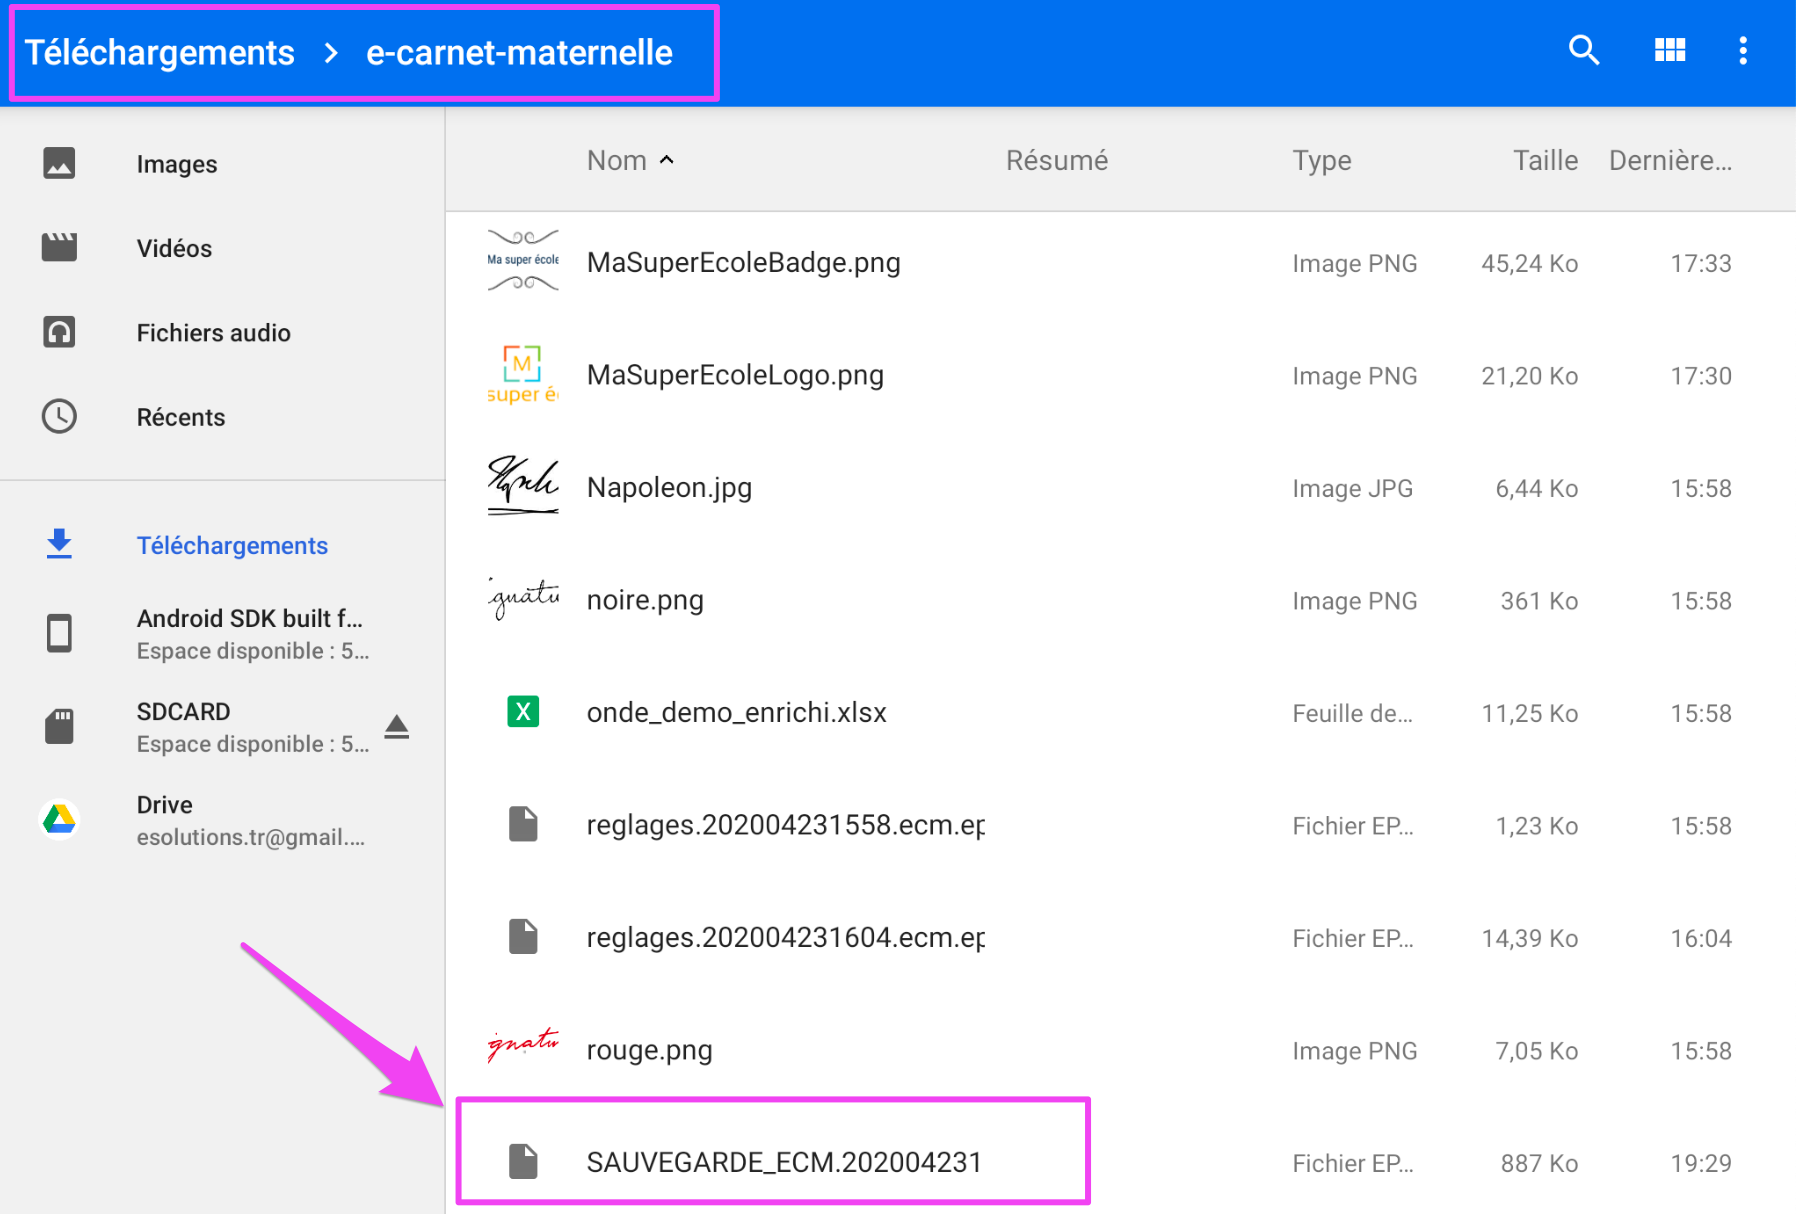 Téléchargements > e-carnet-maternelle
Images
Vidéos
Fichiers audio
Récents
Téléchargements
Android SDK built f...
Espace disponible : 5...
SDCARD
Espace disponible : 5...
Drive
esolutions.tr@gmail....
Nom Résumé Type Taille Dernière...
Ma super école
MaSuperEcoleBadge.png Image PNG 45,24 Ko 17:33
M
super é
MaSuperEcoleLogo.png Image PNG 21,20 Ko 17:30
Napoleon.jpg Image JPG 6,44 Ko 15:58
noire.png Image PNG 361 Ko 15:58
X onde_demo_enrichi.xlsx Feuille de... 11,25 Ko 15:58
reglages.202004231558.ecm.ep Fichier EP... 1,23 Ko 15:58
reglages.202004231604.ecm.ep Fichier EP... 14,39 Ko 16:04
rouge.png Image PNG 7,05 Ko 15:58
SAUVEGARDE_ECM.202004231 Fichier EP... 887 Ko 19:29